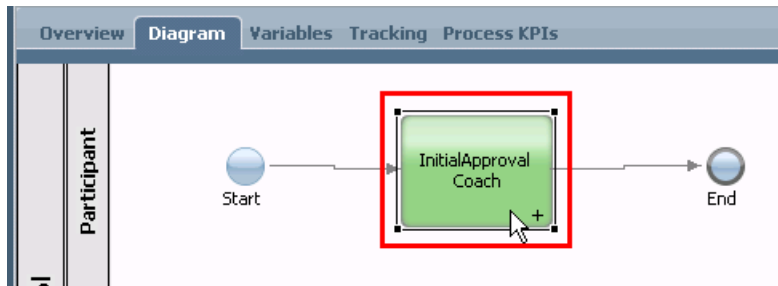 Overview Diagram Variables Tracking Process KPIs
Participant
InitialApproval
Coach
+
Start
End